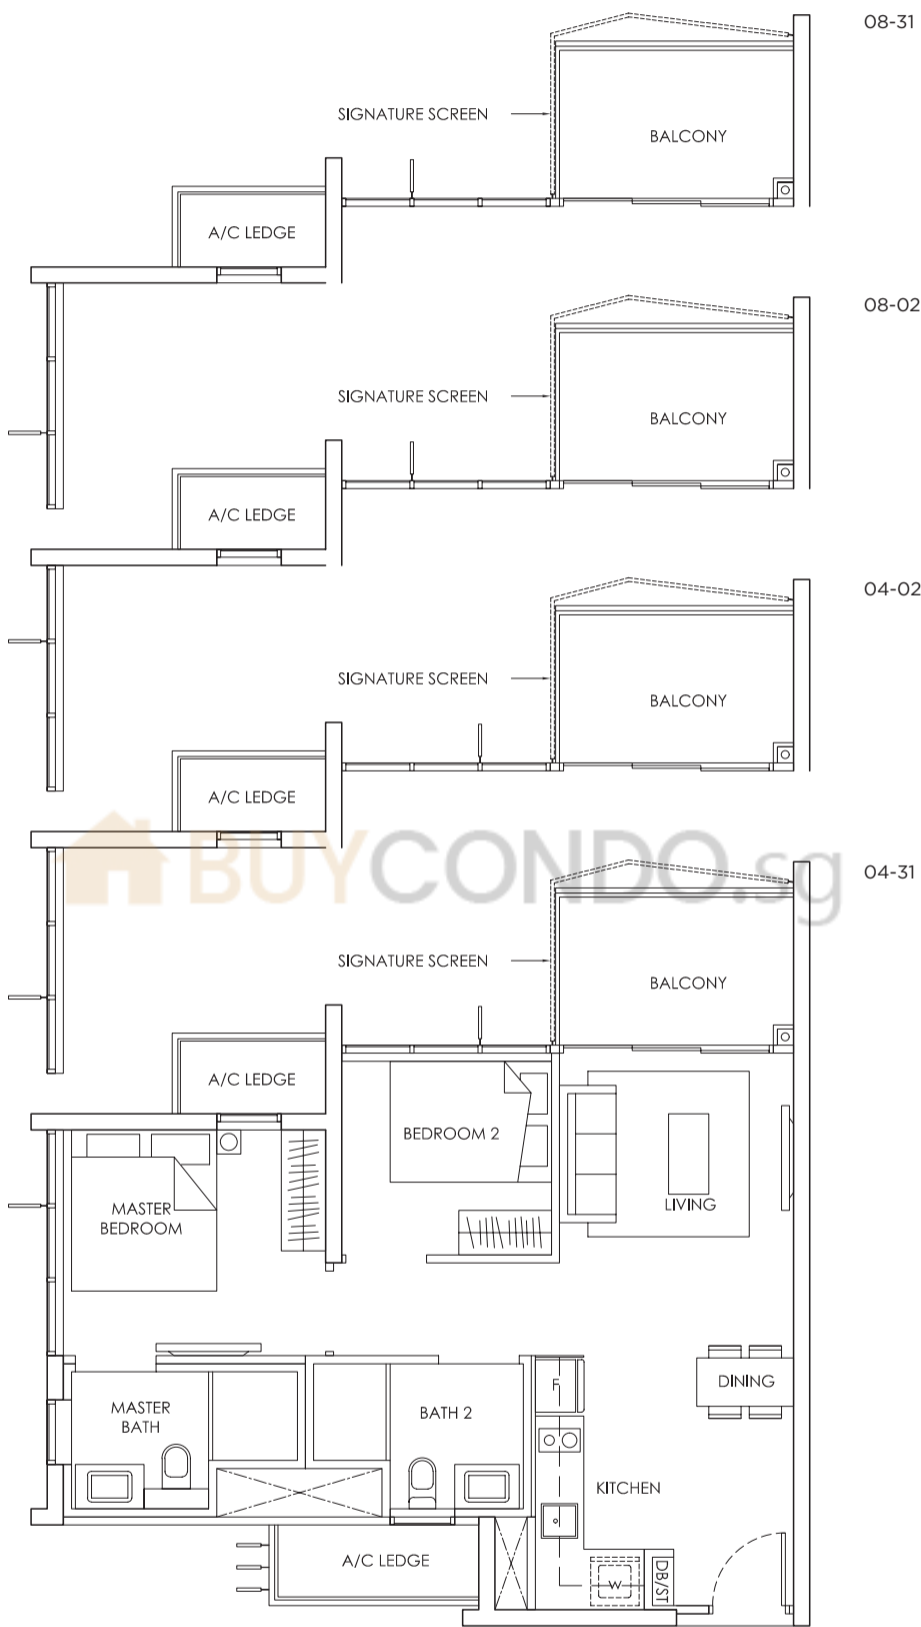 08-31
SIGNATURE SCREEN
BALCONY
A/C LEDGE
08-02
SIGNATURE SCREEN
BALCONY
A/C LEDGE
04-02
SIGNATURE SCREEN
BALCONY
A/C LEDGE
BUYCONDO.sg
04-31
SIGNATURE SCREEN
BALCONY
A/C LEDGE
BEDROOM 2
MASTER
BEDROOM
LIVING
F
DINING
MASTER
BATH
BATH 2
KITCHEN
A/C LEDGE
W
DB/ST